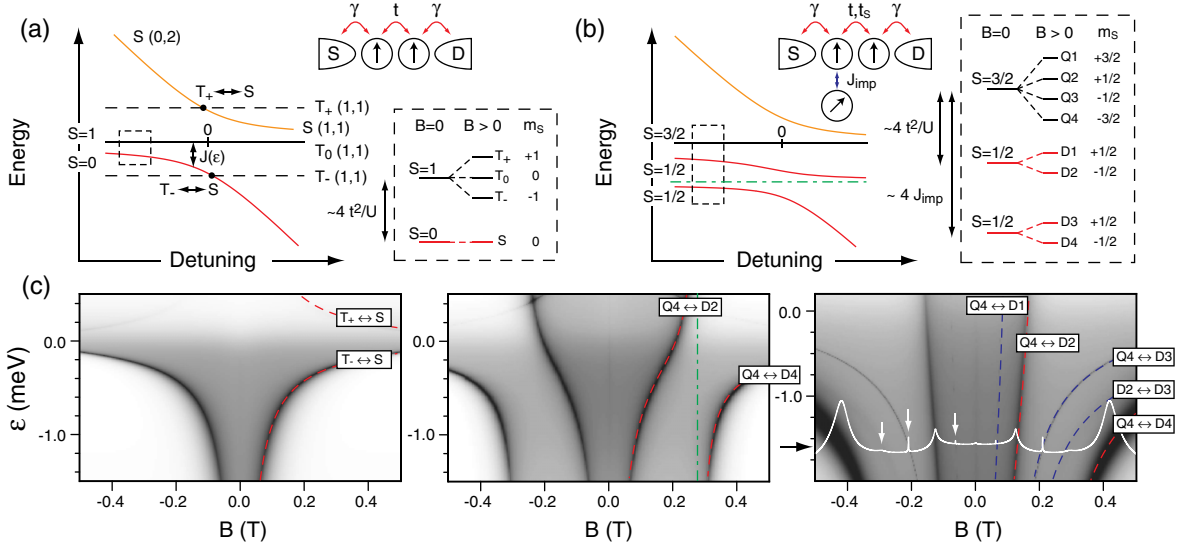 (a)
γ t γ
S D
S (0,2)
T₊ ↔ S
T₊ (1,1)
0
S (1,1)
S=1
J(ε)
T₀ (1,1)
S=0
T₋ ↔ S
T₋ (1,1)
Energy
Detuning
B=0 B > 0 mS
S=1
T₊ +1
T₀ 0
T₋ -1
~4 t²/U
S=0 S 0
(b)
γ t,tS γ
S D
Jimp
0
S=3/2
S=1/2
S=1/2
Energy
Detuning
~4 t²/U
~ 4 Jimp
B=0 B > 0 mS
Q1 +3/2
S=3/2 Q2 +1/2
Q3 -1/2
Q4 -3/2
S=1/2 D1 +1/2
D2 -1/2
S=1/2 D3 +1/2
D4 -1/2
(c)
T₊ ↔ S
T₋ ↔ S
0.0
-1.0
ε (meV)
-0.4 -0.2 0.0 0.2 0.4
B (T)
Q4 ↔ D2
Q4 ↔ D4
0.0
-1.0
-0.4 -0.2 0.0 0.2 0.4
B (T)
Q4 ↔ D1
Q4 ↔ D2
Q4 ↔ D3
D2 ↔ D3
Q4 ↔ D4
0.0
-1.0
-0.4 -0.2 0.0 0.2 0.4
B (T)